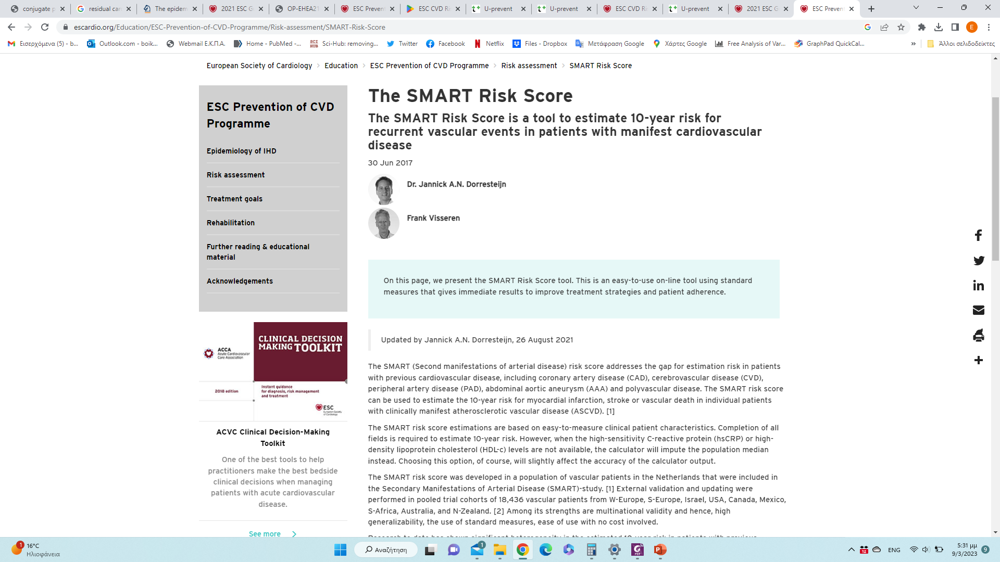 conjugate p
residual car
The epidem
2021 ESC G
OP-EHEA21
ESC Preven
ESC CVD Ri
U-prevent
U-prevent
ESC CVD Ri
U-prevent
2021 ESC G
ESC Preven
escardio.org/Education/ESC-Prevention-of-CVD-Programme/Risk-assessment/SMART-Risk-Score
E
Εισερχόμενα (5) - b...
Outlook.com - boik...
Webmail Ε.Κ.Π.Α.
Home - PubMed -...
SCI HUB
Sci-Hub: removing...
Twitter
Facebook
Netflix
Files - Dropbox
Μετάφραση Google
Χάρτες Google
Free Analysis of Var...
GraphPad QuickCal...
»
Άλλοι σελιδοδείκτες
European Society of Cardiology > Education > ESC Prevention of CVD Programme > Risk assessment > SMART Risk Score
ESC Prevention of CVD
Programme
Epidemiology of IHD
Risk assessment
Treatment goals
Rehabilitation
Further reading & educational
material
Acknowledgements
ACCA
Acute Cardiovascular
Care Association
CLINICAL DECISION
MAKING TOOLKIT
2018 edition
Instant guidance
for diagnosis, risk management
and treatment
ESC
European Society
of Cardiology
ACVC Clinical Decision-Making
Toolkit
One of the best tools to help
practitioners make the best bedside
clinical decisions when managing
patients with acute cardiovascular
disease.
See more >
The SMART Risk Score
The SMART Risk Score is a tool to estimate 10-year risk for
recurrent vascular events in patients with manifest cardiovascular
disease
30 Jun 2017
Dr. Jannick A.N. Dorresteijn
Frank Visseren
On this page, we present the SMART Risk Score tool. This is an easy-to-use on-line tool using standard
measures that gives immediate results to improve treatment strategies and patient adherence.
Updated by Jannick A.N. Dorresteijn, 26 August 2021
The SMART (Second manifestations of arterial disease) risk score addresses the gap for estimation risk in patients
with previous cardiovascular disease, including coronary artery disease (CAD), cerebrovascular disease (CVD),
peripheral artery disease (PAD), abdominal aortic aneurysm (AAA) and polyvascular disease. The SMART risk score
can be used to estimate the 10-year risk for myocardial infarction, stroke or vascular death in individual patients
with clinically manifest atherosclerotic vascular disease (ASCVD). [1]
The SMART risk score estimations are based on easy-to-measure clinical patient characteristics. Completion of all
fields is required to estimate 10-year risk. However, when the high-sensitivity C-reactive protein (hsCRP) or high-
density lipoprotein cholesterol (HDL-c) levels are not available, the calculator will impute the population median
instead. Choosing this option, of course, will slightly affect the accuracy of the calculator output.
The SMART risk score was developed in a population of vascular patients in the Netherlands that were included in
the Secondary Manifestations of Arterial Disease (SMART)-study. [1] External validation and updating were
performed in pooled trial cohorts of 18,436 vascular patients from W-Europe, S-Europe, Israel, USA, Canada, Mexico,
S-Africa, Australia, and N-Zealand. [2] Among its strengths are multinational validity and hence, high
generalizability, the use of standard measures, ease of use with no cost involved.
Research to date has shown significant heterogeneity in the estimated 10-year risk in patients with previous
1
16°C
Ηλιοφάνεια
Αναζήτηση
1
12
ENG
5:31 μμ
9/3/2023
9